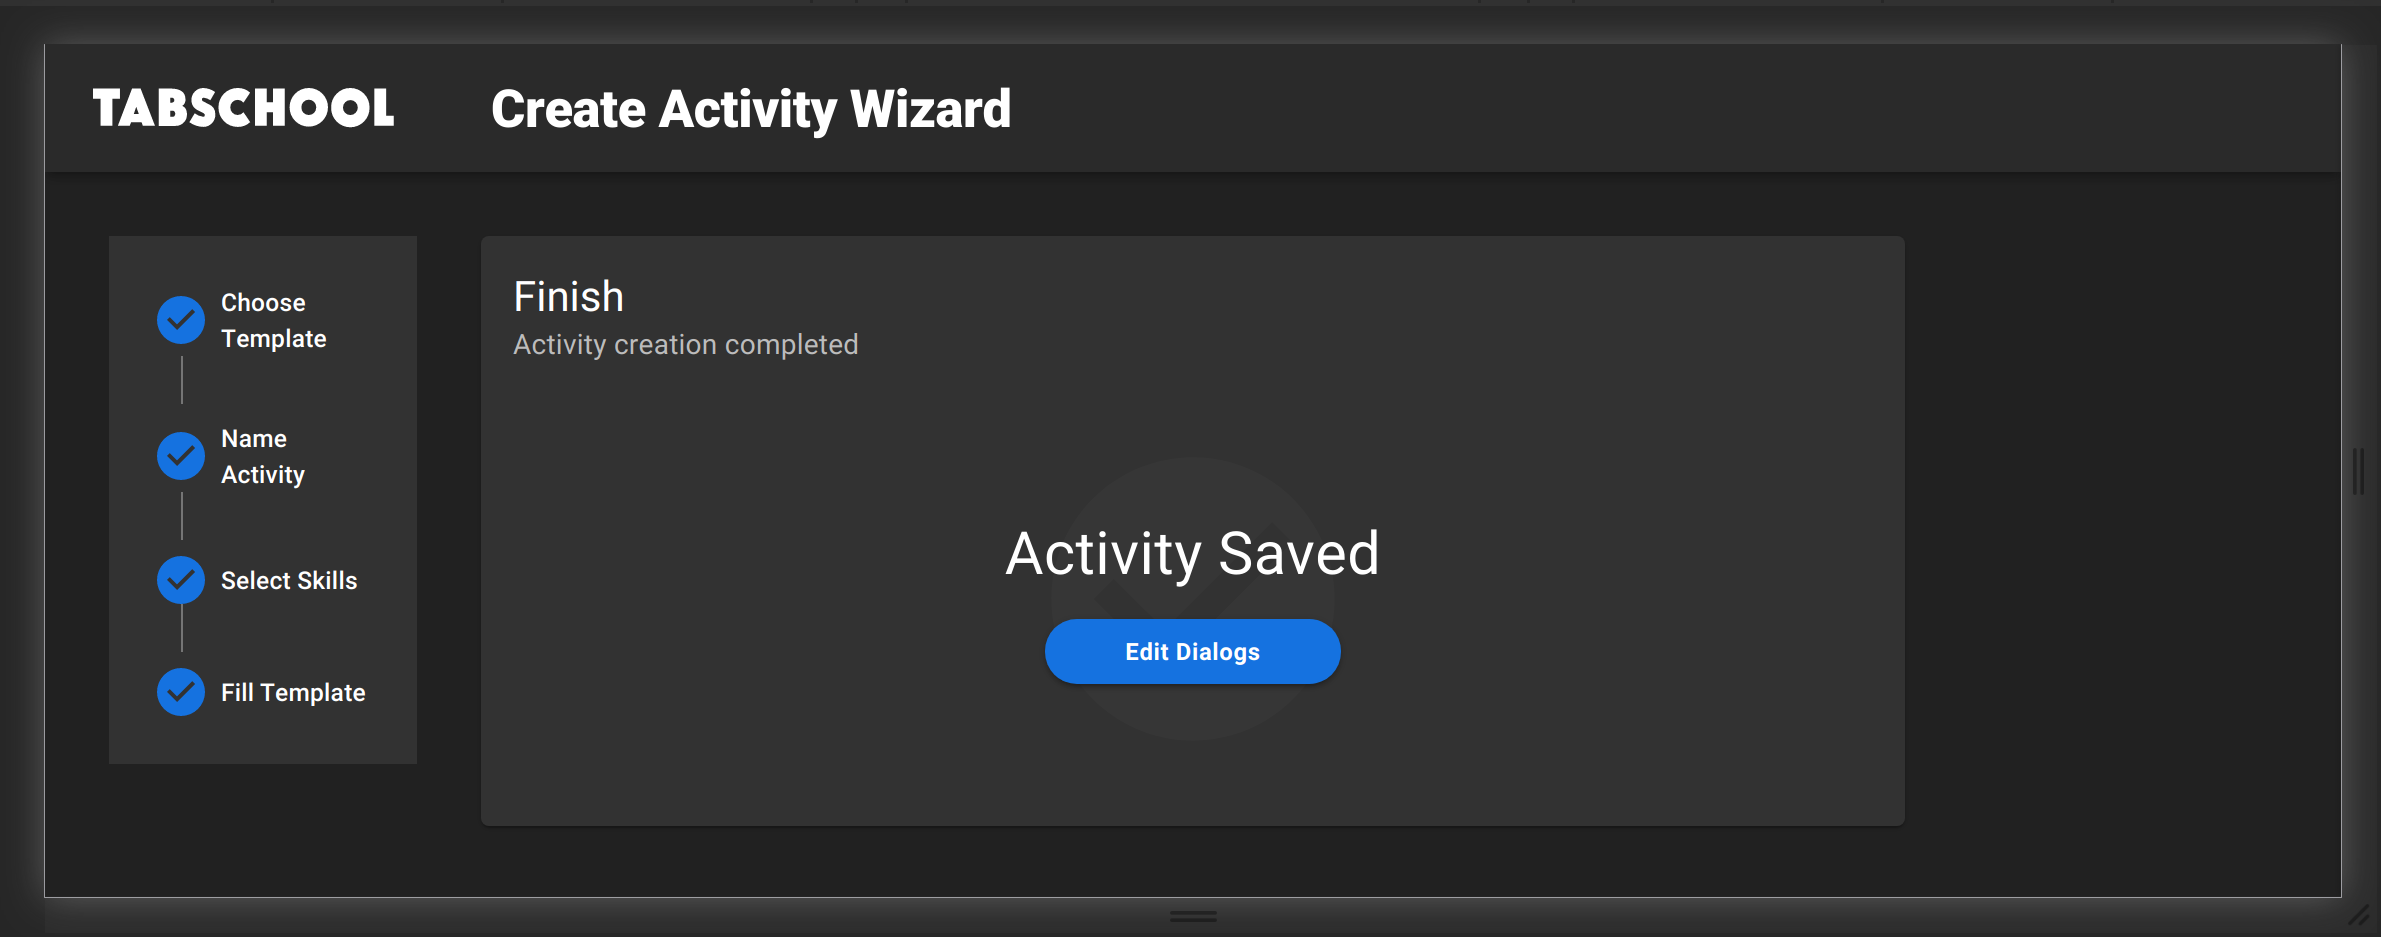 TABSCHOOL
Create Activity Wizard
Choose
Template
Name
Activity
Select Skills
Fill Template
Finish
Activity creation completed
Activity Saved
Edit Dialogs